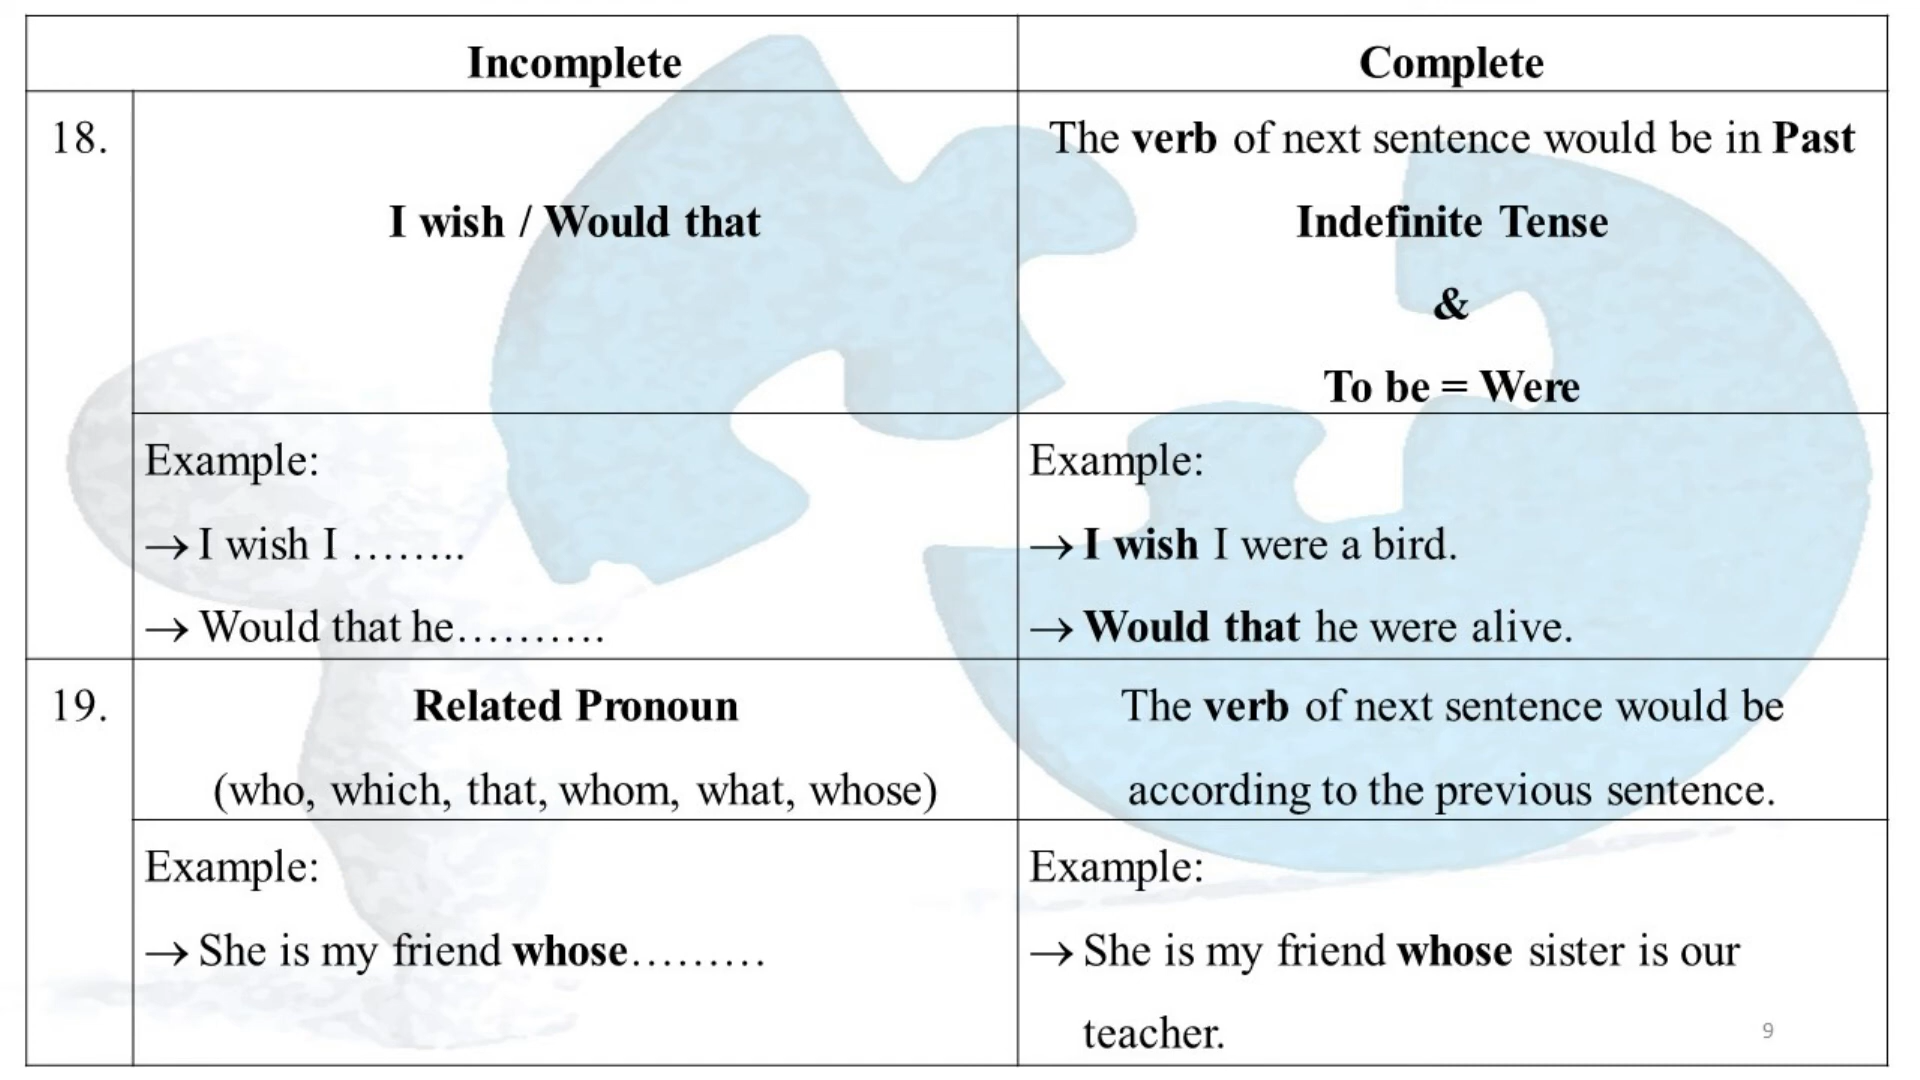 Incomplete Complete
18.
I wish / Would that
The verb of next sentence would be in Past
Indefinite Tense
&
To be = Were
Example:
→ I wish I ……..
→ Would that he……….
Example:
→ I wish I were a bird.
→ Would that he were alive.
19.
Related Pronoun
(who, which, that, whom, what, whose)
The verb of next sentence would be
according to the previous sentence.
Example:
→ She is my friend whose………
Example:
→ She is my friend whose sister is our
teacher.
9